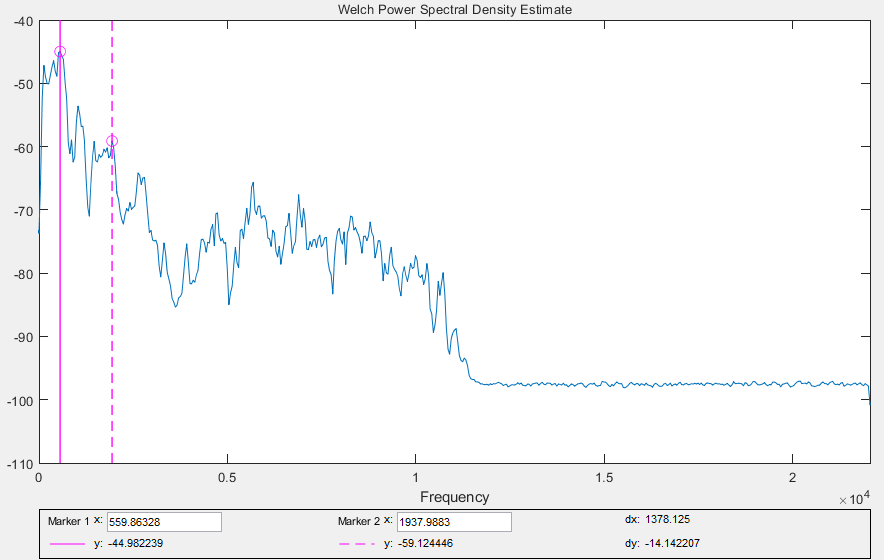 Welch Power Spectral Density Estimate
-40
-50
-60
-70
-80
-90
-100
-110
0 0.5 1 1.5 2
Frequency ×10⁴
Marker 1 x: 559.86328 Marker 2 x: 1937.9883 dx: 1378.125
y: -44.982239 y: -59.124446 dy: -14.142207